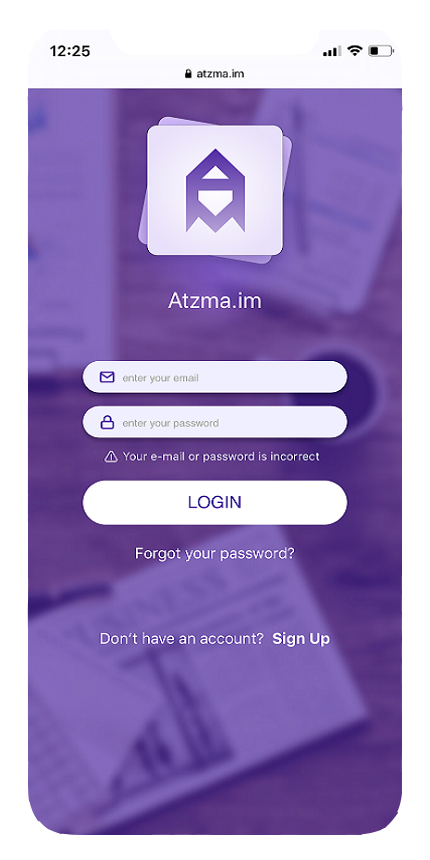 12:25
atzma.im
Atzma.im
enter your email
enter your password
Your e-mail or password is incorrect
LOGIN
Forgot your password?
Don't have an account? Sign Up
BUSINESS